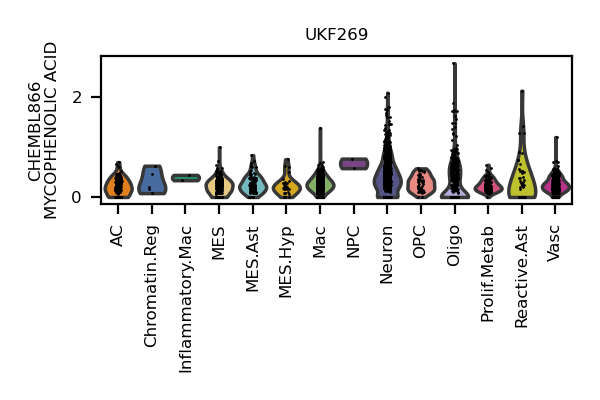 UKF269
CHEMBL866
MYCOPHENOLIC ACID
2
0
AC
Chromatin.Reg
Inflammatory.Mac
MES
MES.Ast
MES.Hyp
Mac
NPC
Neuron
OPC
Oligo
Prolif.Metab
Reactive.Ast
Vasc